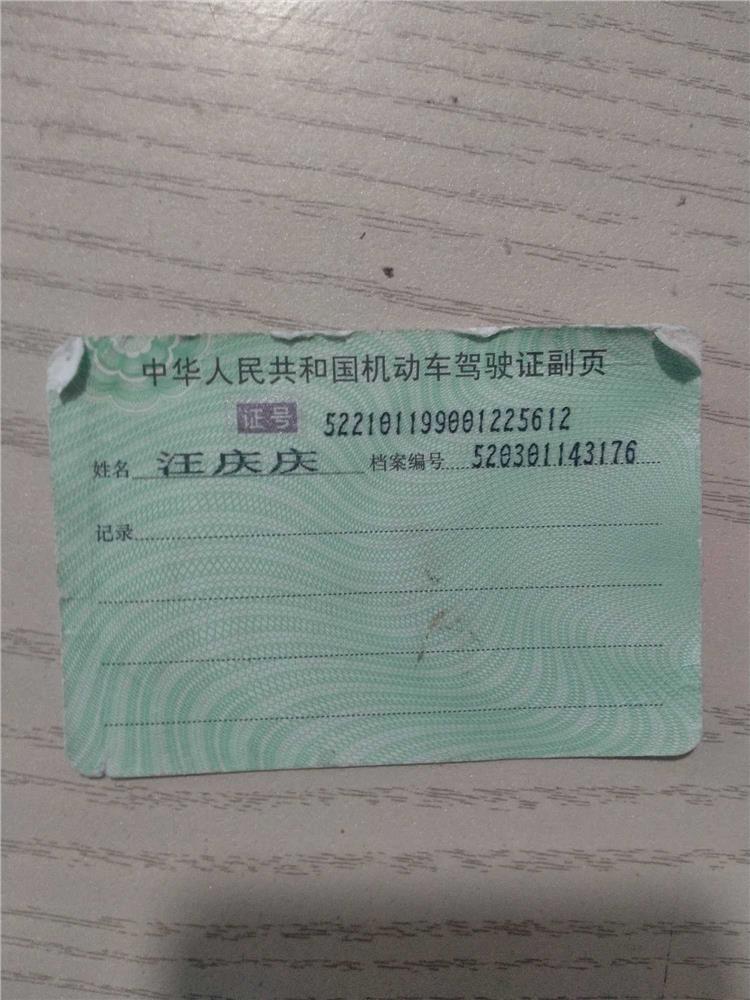 中华人民共和国机动车驾驶证副页
证号 522101199001225612
姓名 汪庆庆 档案编号 520301143176
记录